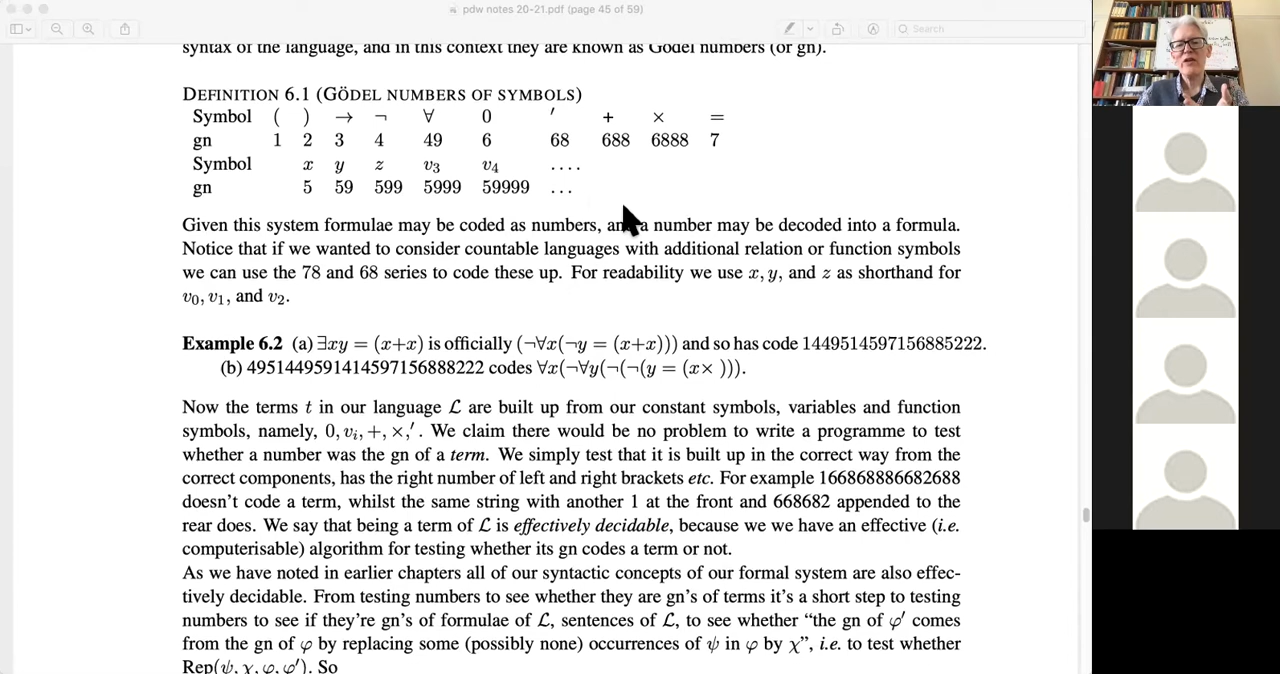 pdw notes 20-21.pdf (page 45 of 59)
Search
syntax of the language, and in this context they are known as Gödel numbers (or gn).
DEFINITION 6.1 (GÖDEL NUMBERS OF SYMBOLS)
Symbol ( ) → ¬ ∀ 0 ′ + × =
gn 1 2 3 4 49 6 68 688 6888 7
Symbol x y z v₃ v₄ ....
gn 5 59 599 5999 59999 ...
Given this system formulae may be coded as numbers, a number may be decoded into a formula.
Notice that if we wanted to consider countable languages with additional relation or function symbols
we can use the 78 and 68 series to code these up. For readability we use x, y, and z as shorthand for
v₀, v₁, and v₂.
Example 6.2 (a) ∃xy = (x+x) is officially (¬∀x(¬y = (x+x))) and so has code 1449514597156885222.
(b) 4951449591414597156888222 codes ∀x(¬∀y(¬(¬(y = (x× ))).
Now the terms t in our language ℒ are built up from our constant symbols, variables and function
symbols, namely, 0, vᵢ, +, ×,′ . We claim there would be no problem to write a programme to test
whether a number was the gn of a term. We simply test that it is built up in the correct way from the
correct components, has the right number of left and right brackets etc. For example 166868886682688
doesn't code a term, whilst the same string with another 1 at the front and 668682 appended to the
rear does. We say that being a term of ℒ is effectively decidable, because we we have an effective (i.e.
computerisable) algorithm for testing whether its gn codes a term or not.
As we have noted in earlier chapters all of our syntactic concepts of our formal system are also effec-
tively decidable. From testing numbers to see whether they are gn's of terms it's a short step to testing
numbers to see if they're gn's of formulae of ℒ, sentences of ℒ, to see whether “the gn of φ′ comes
from the gn of φ by replacing some (possibly none) occurrences of ψ in φ by χ”, i.e. to test whether
Rep(ψ, χ, φ, φ′). So